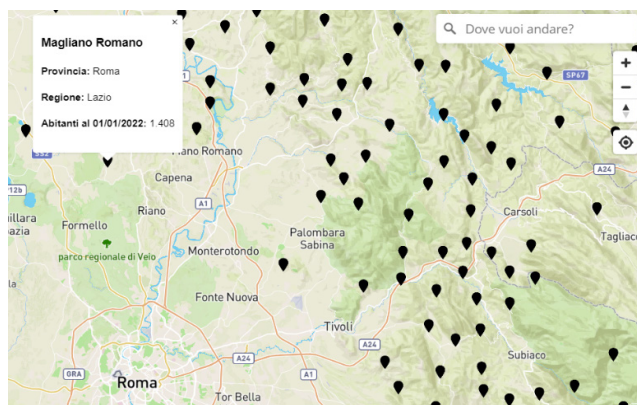 ×
Magliano Romano
Provincia: Roma
Regione: Lazio
Abitanti al 01/01/2022: 1.408
Dove vuoi andare?
+
−
SP67
SS2
Fiano Romano
Capena
A1
A24
Riano
Formello
parco regionale di Veio
Monterotondo
Palombara
Sabina
Carsoli
Fonte Nuova
Tivoli
A24
A24
Subiaco
GRA
A1
Roma
Tor Bella